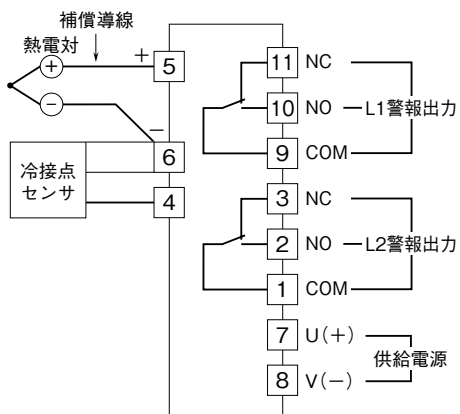 補償導線
熱電対
+
+
−
−
5
6
4
冷接点
センサ
11 NC
10 NO L1警報出力
9 COM
3 NC
2 NO L2警報出力
1 COM
7 U(+)
供給電源
8 V(−)